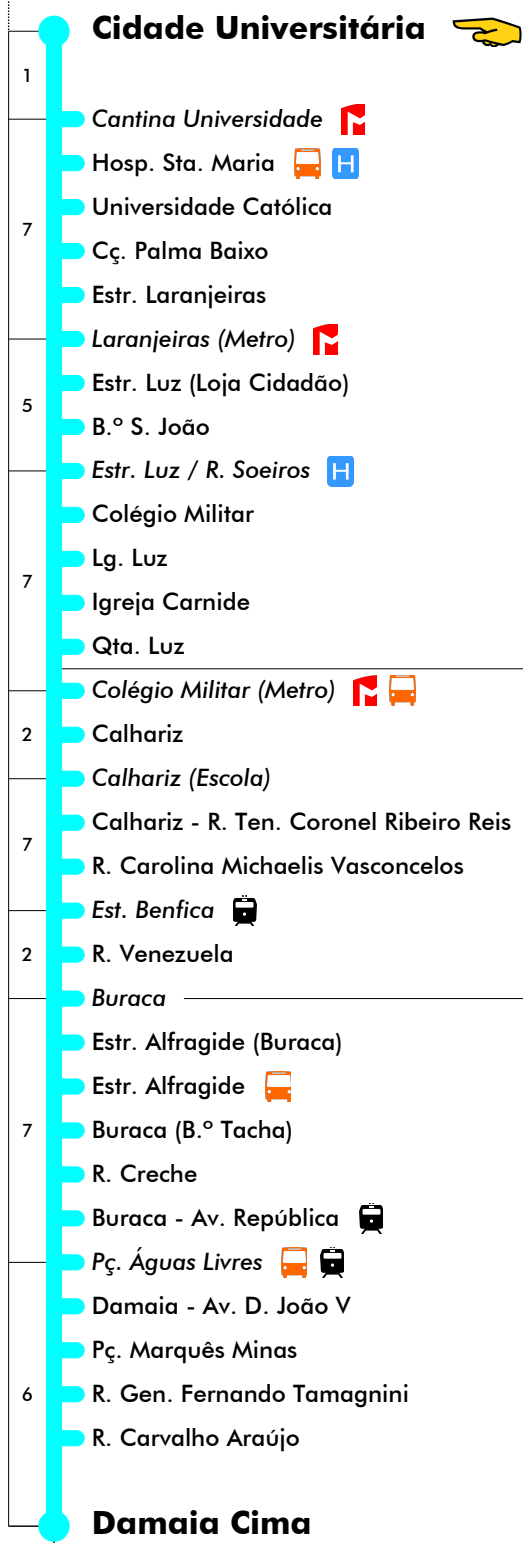 Cidade Universitária
1
Cantina Universidade
Hosp. Sta. Maria H
Universidade Católica
7
Cç. Palma Baixo
Estr. Laranjeiras
Laranjeiras (Metro)
Estr. Luz (Loja Cidadão)
5
B.º S. João
Estr. Luz / R. Soeiros H
Colégio Militar
Lg. Luz
7
Igreja Carnide
Qta. Luz
Colégio Militar (Metro)
2 Calhariz
Calhariz (Escola)
Calhariz - R. Ten. Coronel Ribeiro Reis
7
R. Carolina Michaelis Vasconcelos
Est. Benfica
2 R. Venezuela
Buraca
Estr. Alfragide (Buraca)
Estr. Alfragide
7 Buraca (B.º Tacha)
R. Creche
Buraca - Av. República
Pç. Águas Livres
Damaia - Av. D. João V
Pç. Marquês Minas
6 R. Gen. Fernando Tamagnini
R. Carvalho Araújo
Damaia Cima